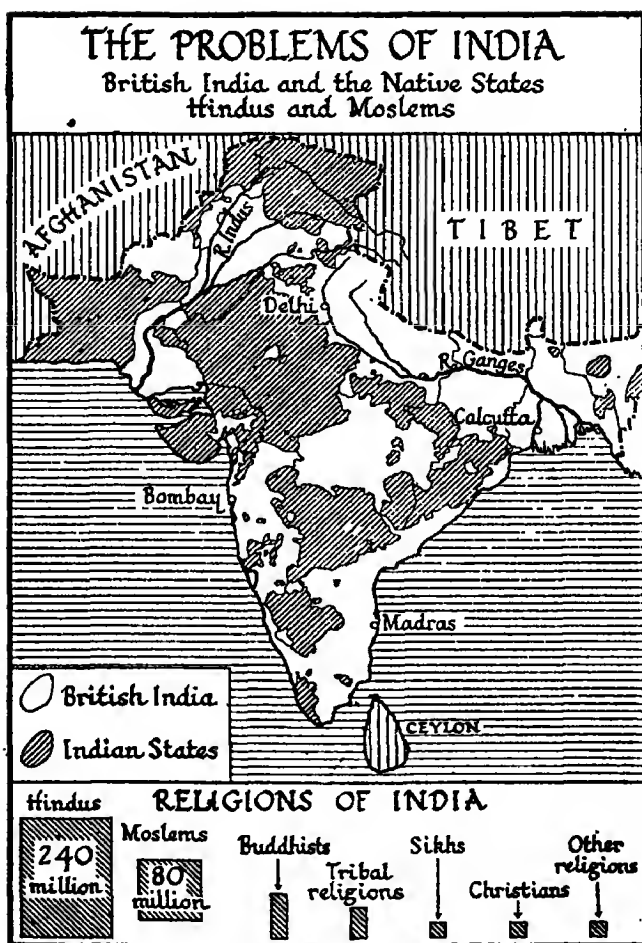 THE PROBLEMS OF INDIA
British India and the Native States
Hindus and Moslems
AFGHANISTAN
TIBET
R. Indus
Delhi
R. Ganges
Calcutta
Bombay
Madras
CEYLON
British India
Indian States
RELIGIONS OF INDIA
Hindus
240
million
Moslems
80
million
Buddhists
Tribal
religions
Sikhs
Christians
Other
religions